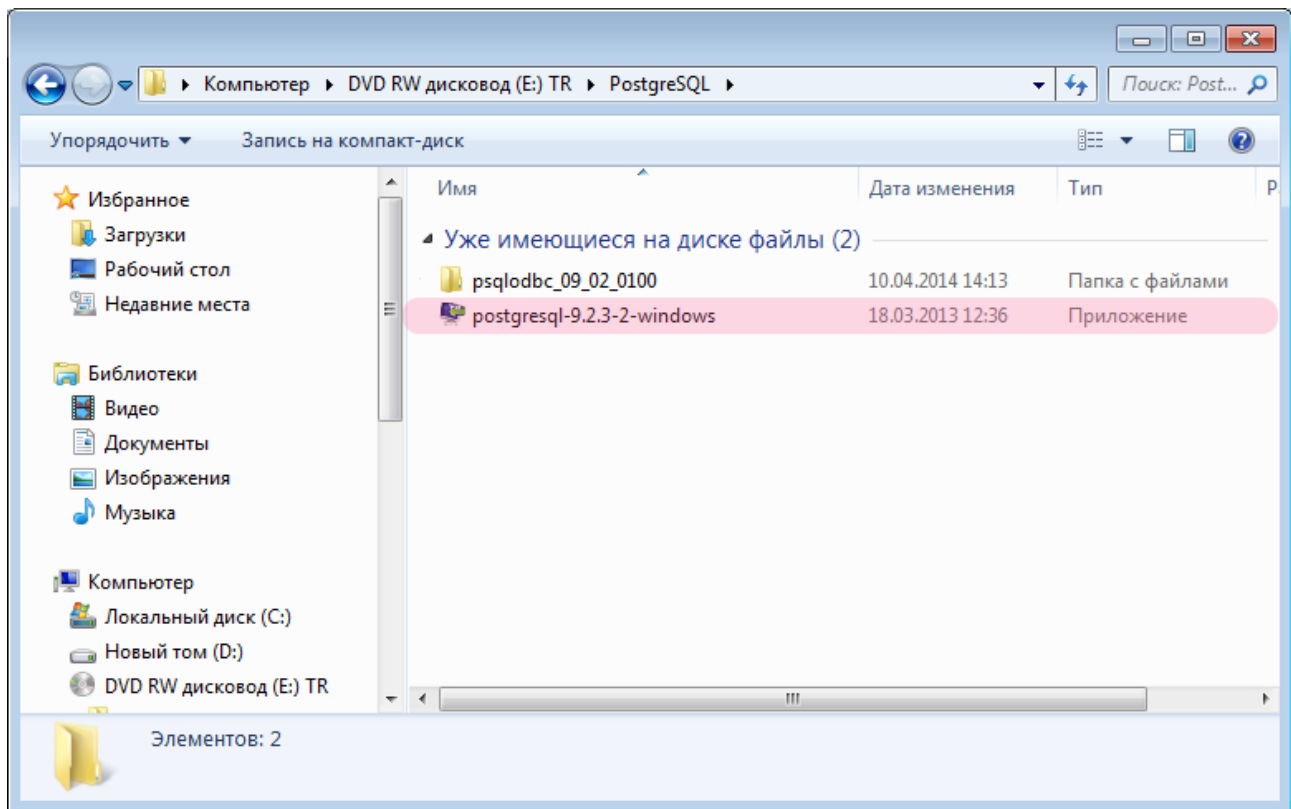 Компьютер ▸ DVD RW дисковод (E:) TR ▸ PostgreSQL ▸
Поиск: Post...
Упорядочить Запись на компакт-диск
Избранное
Загрузки
Рабочий стол
Недавние места
Библиотеки
Видео
Документы
Изображения
Музыка
Компьютер
Локальный диск (C:)
Новый том (D:)
DVD RW дисковод (E:) TR
Имя Дата изменения Тип Р
Уже имеющиеся на диске файлы (2)
psqlodbc_09_02_0100 10.04.2014 14:13 Папка с файлами
postgresql-9.2.3-2-windows 18.03.2013 12:36 Приложение
Элементов: 2